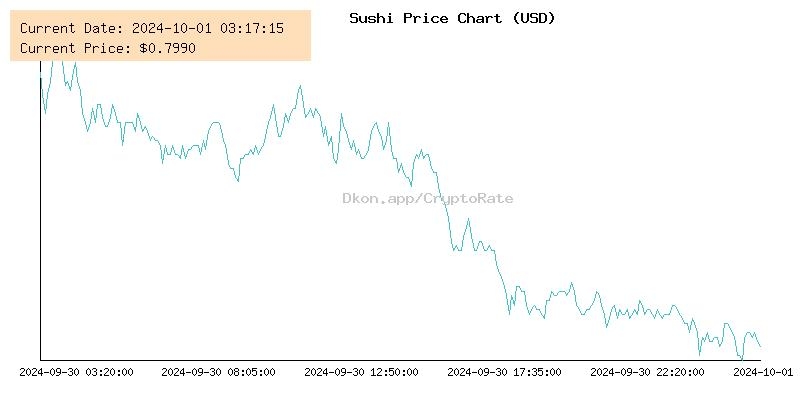 Sushi Price Chart (USD)
Current Date: 2024-10-01 03:17:15
Current Price: $0.7990
Dkon.app/CryptoRate
2024-09-30 03:20:00 2024-09-30 08:05:00 2024-09-30 12:50:00 2024-09-30 17:35:00 2024-09-30 22:20:00 2024-10-01